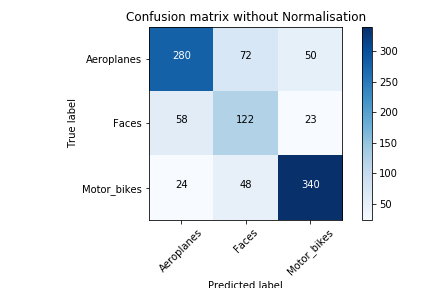 Confusion matrix without Normalisation
True label
Aeroplanes 280 72 50
Faces 58 122 23
Motor_bikes 24 48 340
Aeroplanes Faces Motor_bikes
Predicted label
350
300
250
200
150
100
50